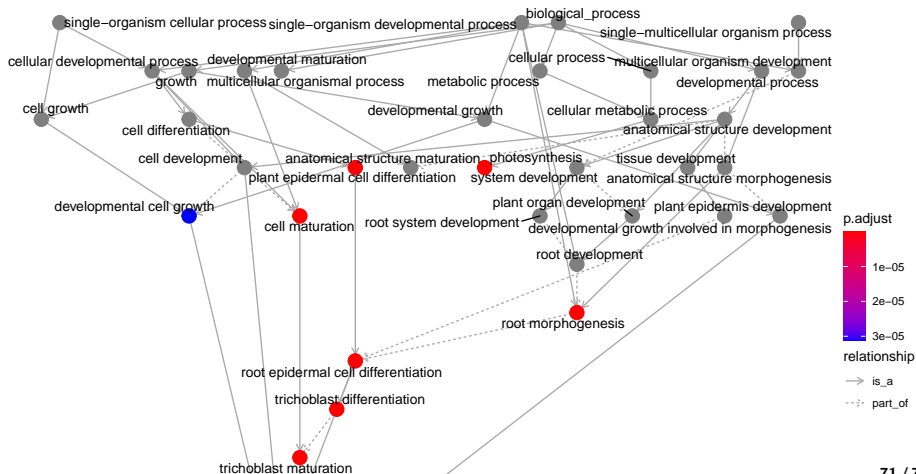 biological_process
single−organism cellular process
single−organism developmental process
single−multicellular organism process
cellular developmental process
developmental maturation
cellular process
multicellular organism development
growth
multicellular organismal process
metabolic process
developmental process
cell growth
developmental growth
cellular metabolic process
cell differentiation
anatomical structure development
cell development
anatomical structure maturation
photosynthesis
tissue development
plant epidermal cell differentiation
system development
anatomical structure morphogenesis
developmental cell growth
plant organ development
plant epidermis development
cell maturation
root system development
developmental growth involved in morphogenesis
root development
root morphogenesis
root epidermal cell differentiation
trichoblast differentiation
trichoblast maturation
p.adjust
1e−05
2e−05
3e−05
relationship
is_a
part_of
71 /